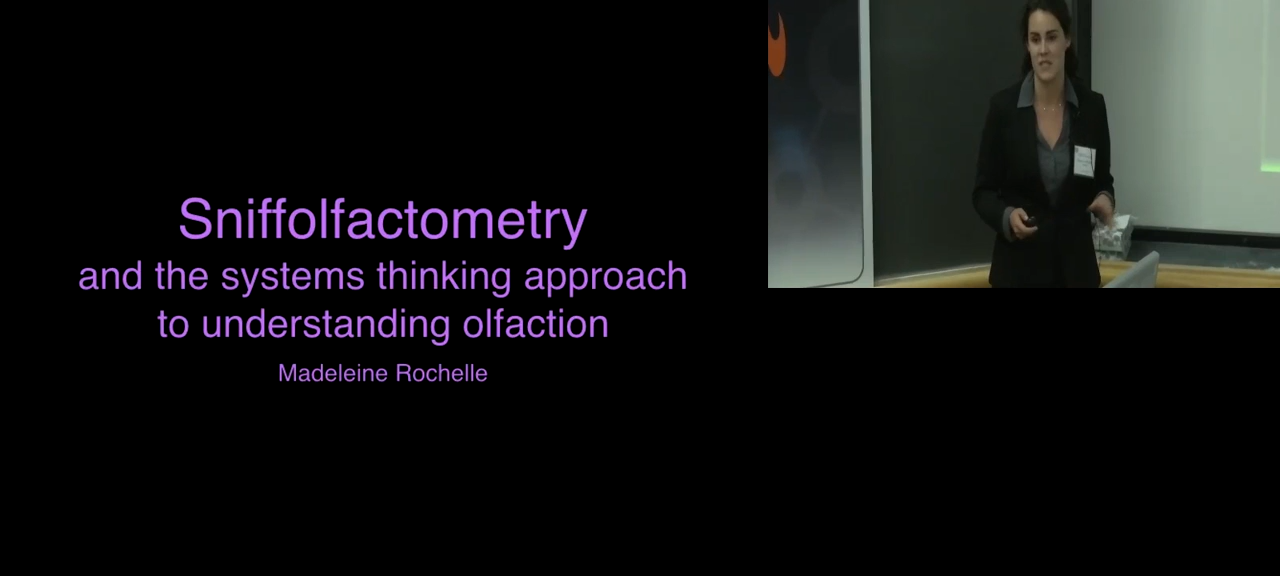 Sniffolfactometry
and the systems thinking approach
to understanding olfaction
Madeleine Rochelle